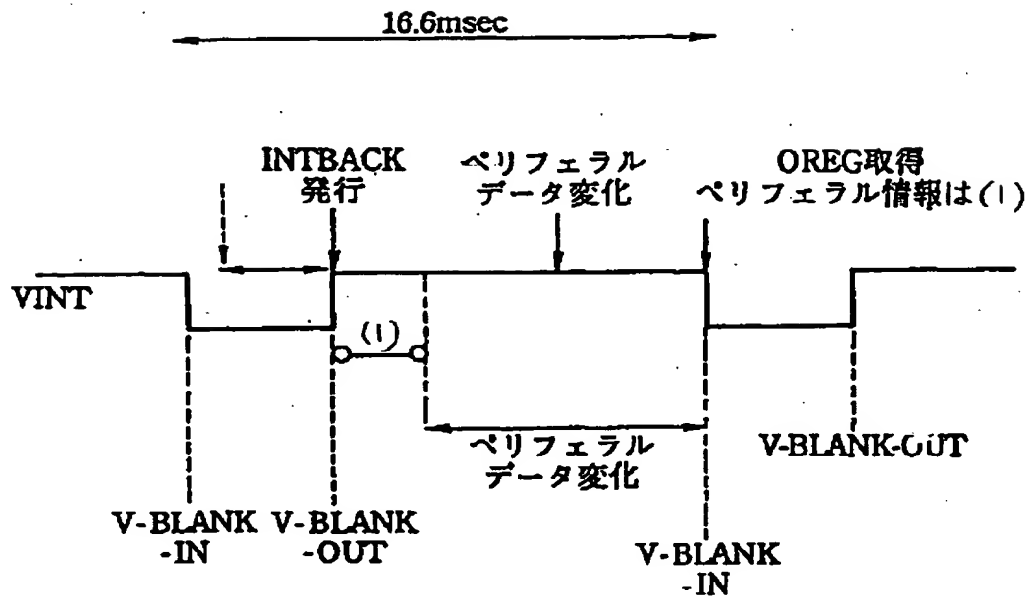 16.6msec
INTBACK
発行
ペリフェラル
データ変化
OREG取得
ペリフェラル情報は(1)
VINT
(1)
ペリフェラル
データ変化
V-BLANK-OUT
V-BLANK
-IN
V-BLANK
-OUT
V-BLANK
-IN